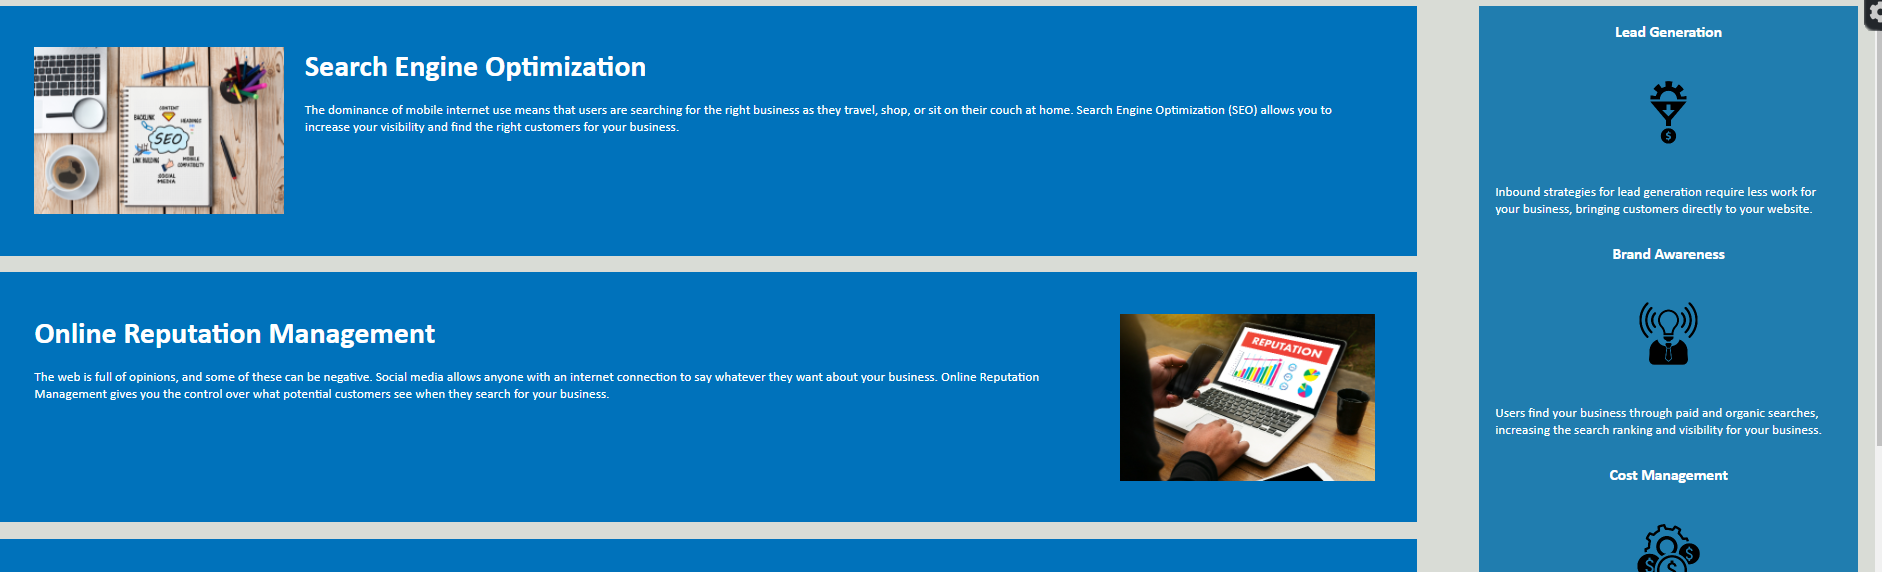 Search Engine Optimization
The dominance of mobile internet use means that users are searching for the right business as they travel, shop, or sit on their couch at home. Search Engine Optimization (SEO) allows you to
increase your visibility and find the right customers for your business.
CONTENT
BACKLINK
HEADINGS
SEO
LINK BUILDING
MOBILE
COMPATIBILITY
SOCIAL
MEDIA
Online Reputation Management
The web is full of opinions, and some of these can be negative. Social media allows anyone with an internet connection to say whatever they want about your business. Online Reputation
Management gives you the control over what potential customers see when they search for your business.
REPUTATION
Lead Generation
$
Inbound strategies for lead generation require less work for
your business, bringing customers directly to your website.
Brand Awareness
Users find your business through paid and organic searches,
increasing the search ranking and visibility for your business.
Cost Management
$
$
$